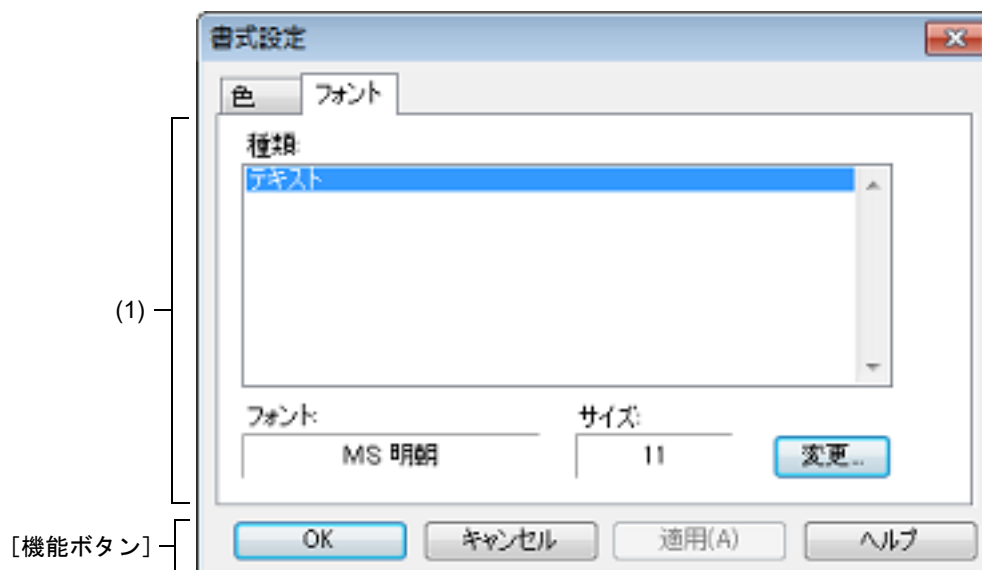 書式設定
色 フォント
種類:
テキスト
(1)
フォント: サイズ:
MS 明朝 11 変更...
[機能ボタン] OK キャンセル 適用(A) ヘルプ